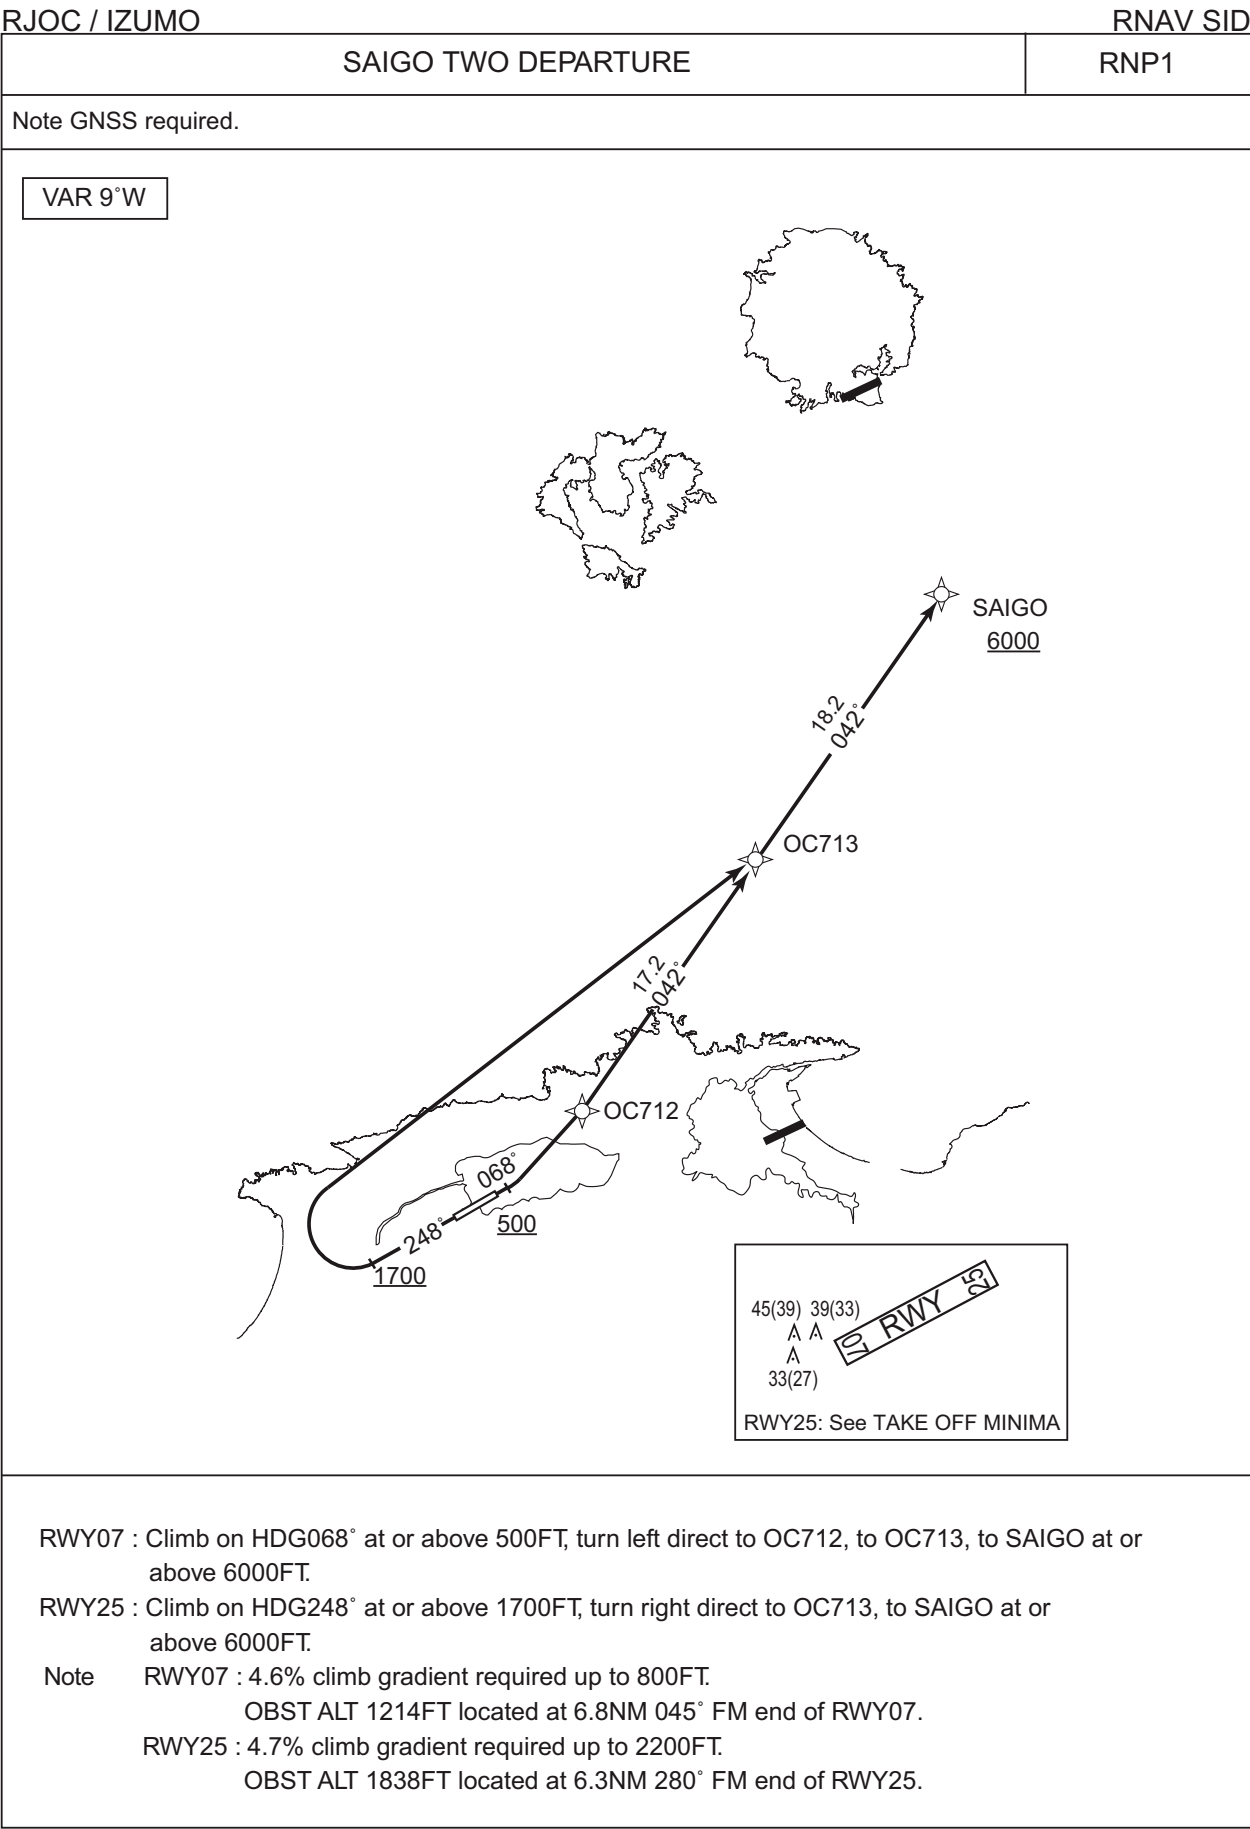 RJOC / IZUMO
RNAV SID
SAIGO TWO DEPARTURE
RNP1
Note GNSS required.
VAR 9˚W
SAIGO
6000
18.2
042˚
OC713
17.2
042˚
OC712
068˚
500
248˚
1700
45(39) 39(33)
33(27)
07 RWY 25
RWY25: See TAKE OFF MINIMA
RWY07 : Climb on HDG068˚ at or above 500FT, turn left direct to OC712, to OC713, to SAIGO at or
above 6000FT.
RWY25 : Climb on HDG248˚ at or above 1700FT, turn right direct to OC713, to SAIGO at or
above 6000FT.
Note RWY07 : 4.6% climb gradient required up to 800FT.
OBST ALT 1214FT located at 6.8NM 045˚ FM end of RWY07.
RWY25 : 4.7% climb gradient required up to 2200FT.
OBST ALT 1838FT located at 6.3NM 280˚ FM end of RWY25.